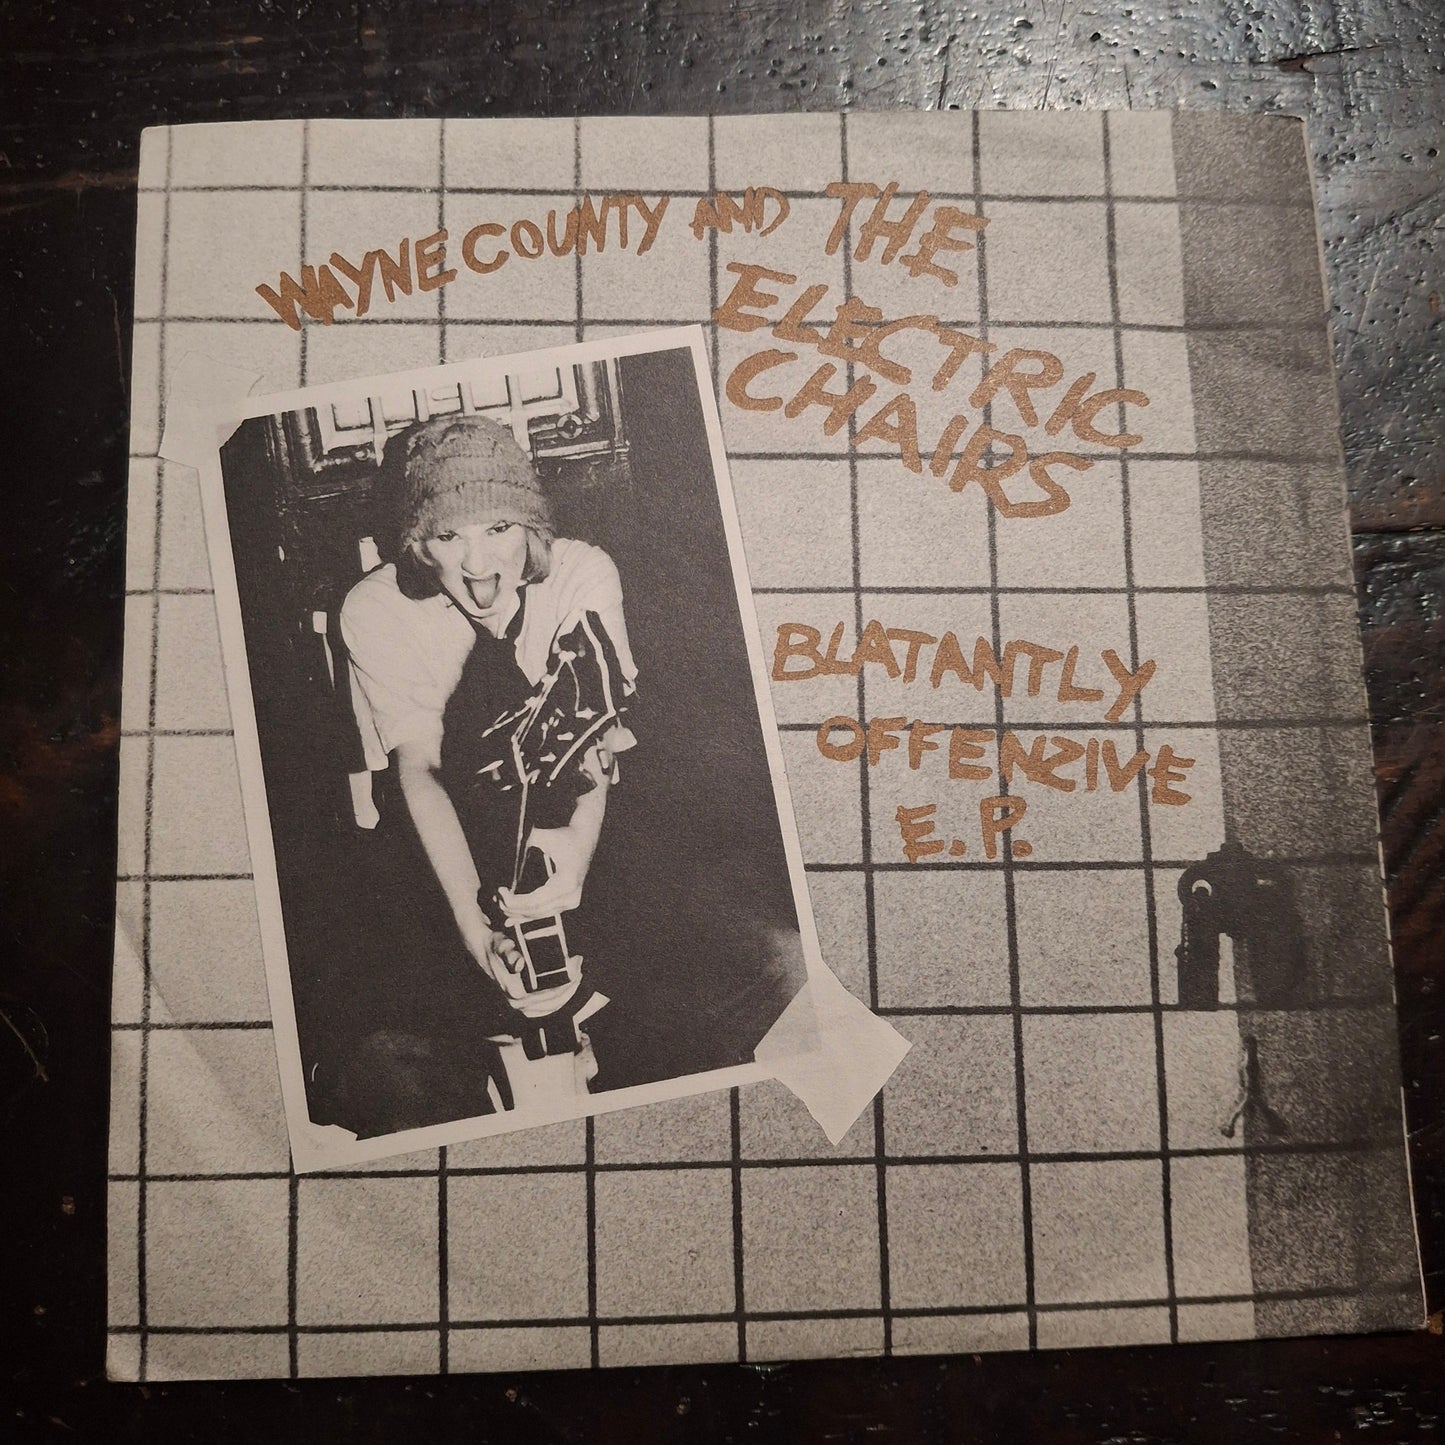 WAYNE COUNTY AND THE
ELECTRIC
CHAIRS
BLATANTLY
OFFENZIVE
E.P.